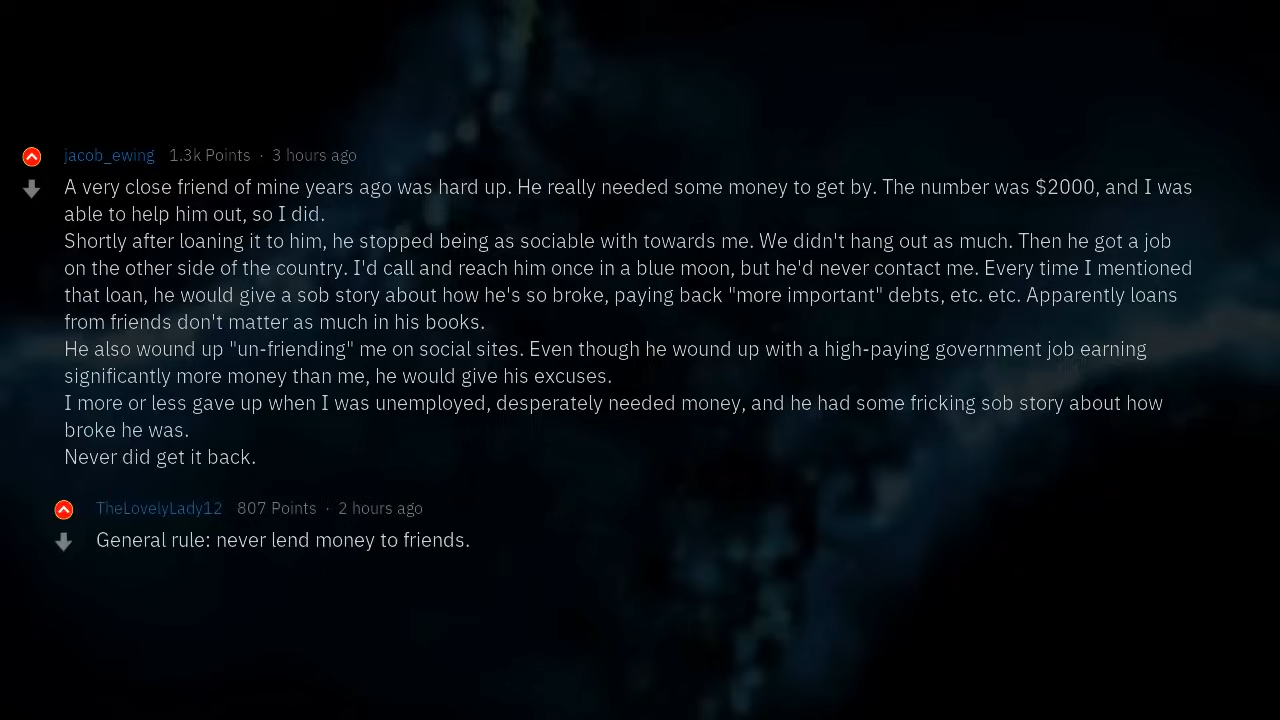 jacob_ewing 1.3k Points · 3 hours ago
A very close friend of mine years ago was hard up. He really needed some money to get by. The number was $2000, and I was
able to help him out, so I did.
Shortly after loaning it to him, he stopped being as sociable with towards me. We didn't hang out as much. Then he got a job
on the other side of the country. I'd call and reach him once in a blue moon, but he'd never contact me. Every time I mentioned
that loan, he would give a sob story about how he's so broke, paying back "more important" debts, etc. etc. Apparently loans
from friends don't matter as much in his books.
He also wound up "un-friending" me on social sites. Even though he wound up with a high-paying government job earning
significantly more money than me, he would give his excuses.
I more or less gave up when I was unemployed, desperately needed money, and he had some fricking sob story about how
broke he was.
Never did get it back.
TheLovelyLady12 807 Points · 2 hours ago
General rule: never lend money to friends.